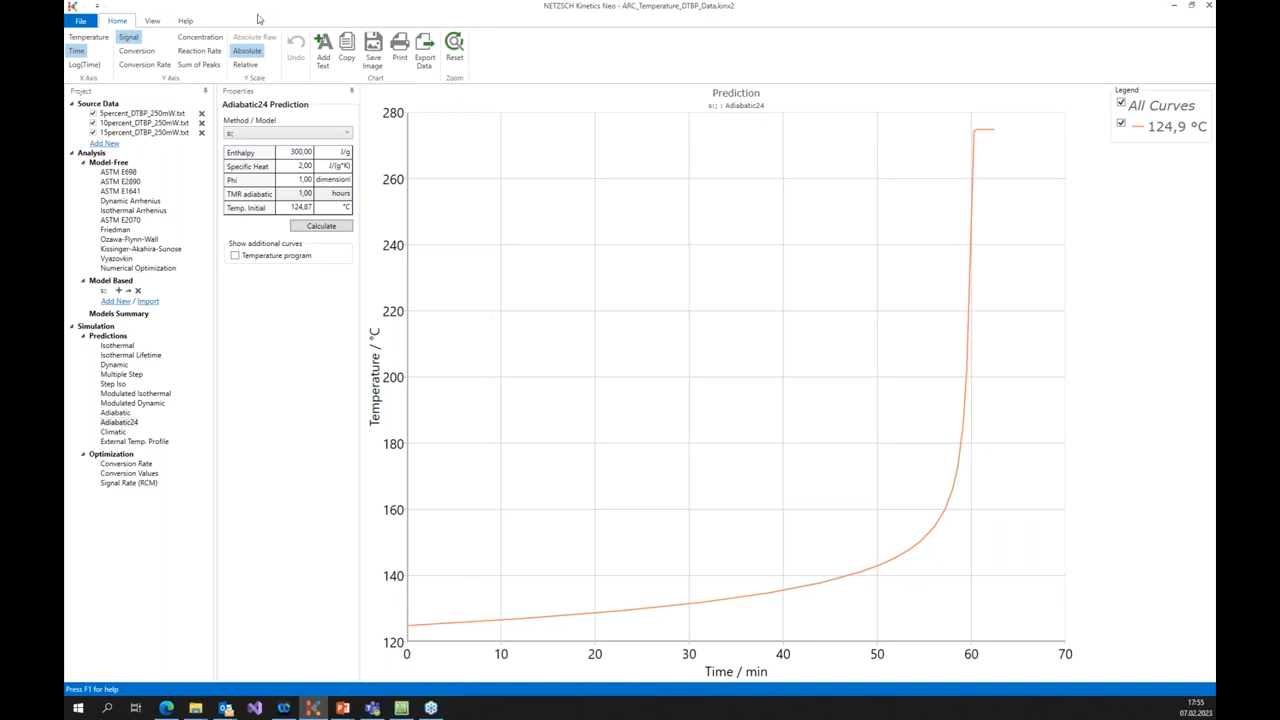 NETZSCH Kinetics Neo - ARC_Temperature_DTBP_Data.kinx2
File Home View Help
Temperature
Time
Log(Time)
X Axis
Signal
Conversion
Conversion Rate
Concentration
Reaction Rate
Sum of Peaks
Y Axis
Absolute Raw
Absolute
Relative
Y Scale
Undo
Add Text
Copy
Save Image
Print
Export Data
Chart
Reset
Zoom
Project
Source Data
5percent_DTBP_250mW.txt
10percent_DTBP_250mW.txt
15percent_DTBP_250mW.txt
Add New
Analysis
Model-Free
ASTM E698
ASTM E2890
ASTM E1641
Dynamic Arrhenius
Isothermal Arrhenius
ASTM E2070
Friedman
Ozawa-Flynn-Wall
Kissinger-Akahira-Sunose
Vyazovkin
Numerical Optimization
Model Based
s:;
Add New / Import
Models Summary
Simulation
Predictions
Isothermal
Isothermal Lifetime
Dynamic
Multiple Step
Step Iso
Modulated Isothermal
Modulated Dynamic
Adiabatic
Adiabatic24
Climatic
External Temp. Profile
Optimization
Conversion Rate
Conversion Values
Signal Rate (RCM)
Properties
Adiabatic24 Prediction
Method / Model
s:;
Enthalpy 300,00 J/g
Specific Heat 2,00 J/(g*K)
Phi 1,00 dimensionl
TMR adiabatic 1,00 hours
Temp. Initial 124,87 °C
Calculate
Show additional curves
Temperature program
Prediction
s:; : Adiabatic24
280
260
240
220
200
180
160
140
120
Temperature / °C
0 10 20 30 40 50 60 70
Time / min
Legend
All Curves
124,9 °C
Press F1 for help
17:55
07.02.2023